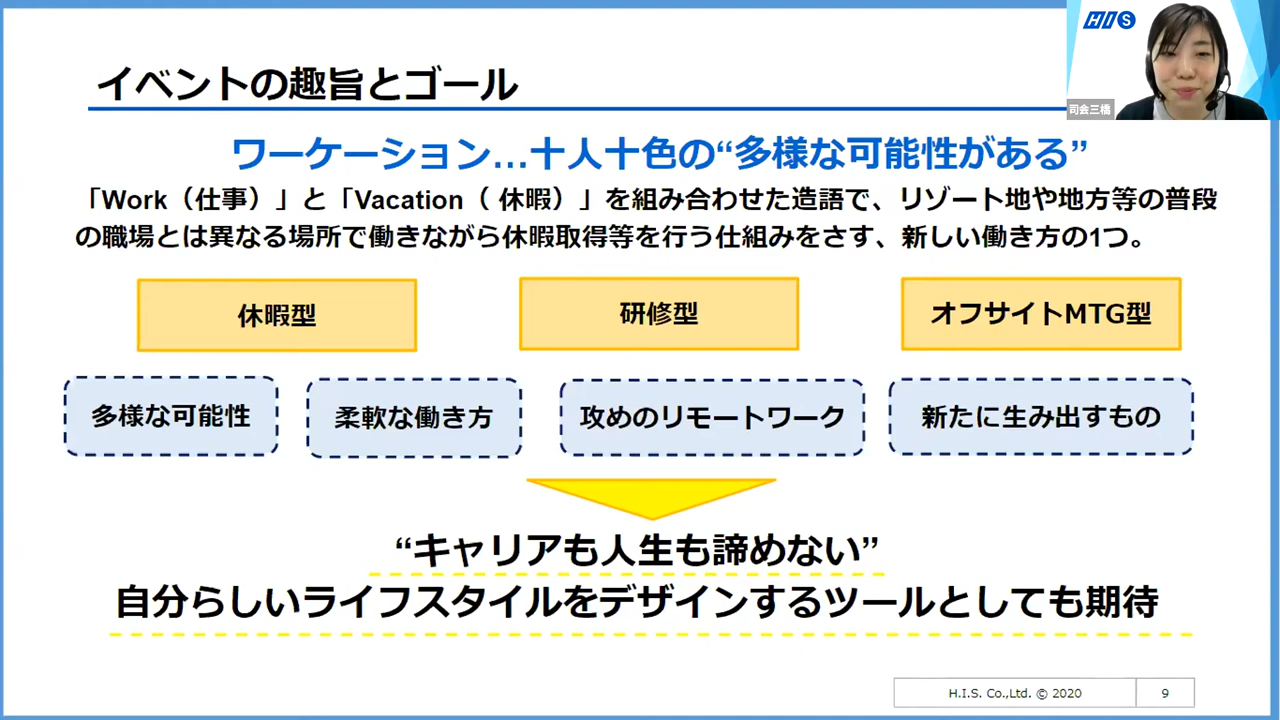 HIS
イベントの趣旨とゴール
司会三橋
ワーケーション…十人十色の“多様な可能性がある”
「Work（仕事）」と「Vacation（ 休暇）」を組み合わせた造語で、リゾート地や地方等の普段
の職場とは異なる場所で働きながら休暇取得等を行う仕組みをさす、新しい働き方の1つ。
休暇型
研修型
オフサイトMTG型
多様な可能性
柔軟な働き方
攻めのリモートワーク
新たに生み出すもの
“キャリアも人生も諦めない”
自分らしいライフスタイルをデザインするツールとしても期待
H.I.S. Co.,Ltd. © 2020
9